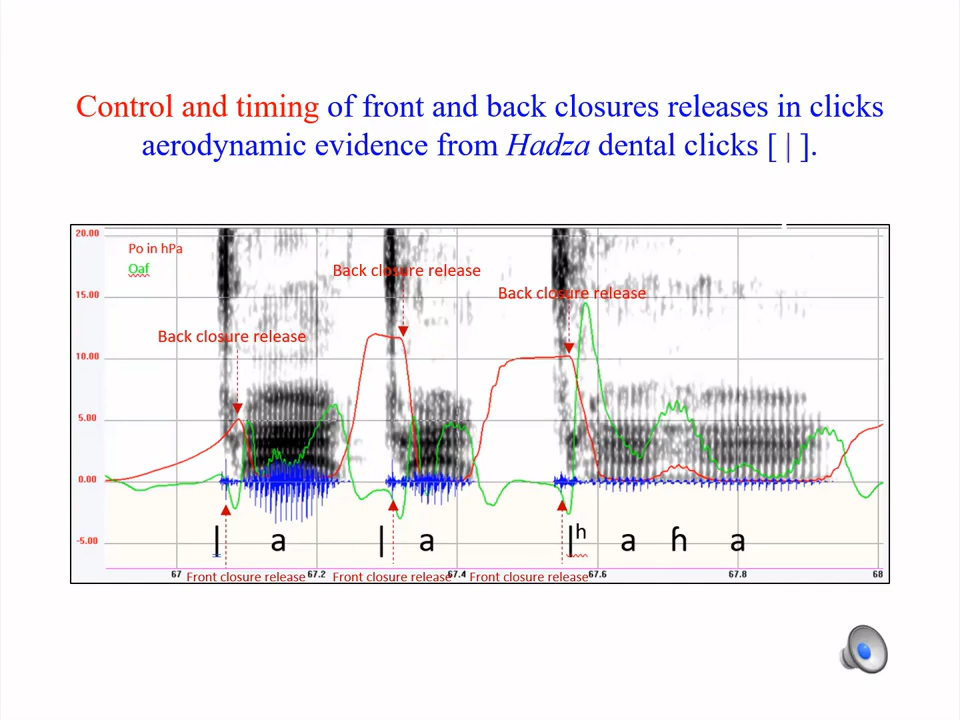 Control and timing of front and back closures releases in clicks
aerodynamic evidence from Hadza dental clicks [ | ].
20.00
Po in hPa
Oaf
Back closure release
Back closure release
15.00
Back closure release
10.00
5.00
0.00
-5.00
| a | a |ʰ a ɦ a
67 67.2 67.4 67.6 67.8 68
Front closure release Front closure release Front closure release